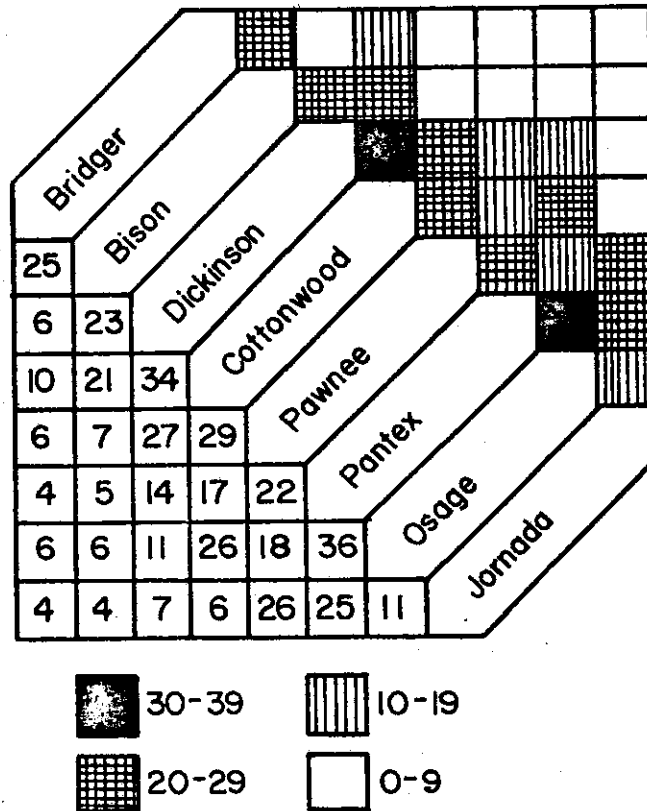 Bridger
Bison
Dickinson
Cottonwood
Pawnee
Pantex
Osage
Jornada
25
6 23
10 21 34
6 7 27 29
4 5 14 17 22
6 6 11 26 18 36
4 4 7 6 26 25 11
30-39 10-19
20-29 0-9